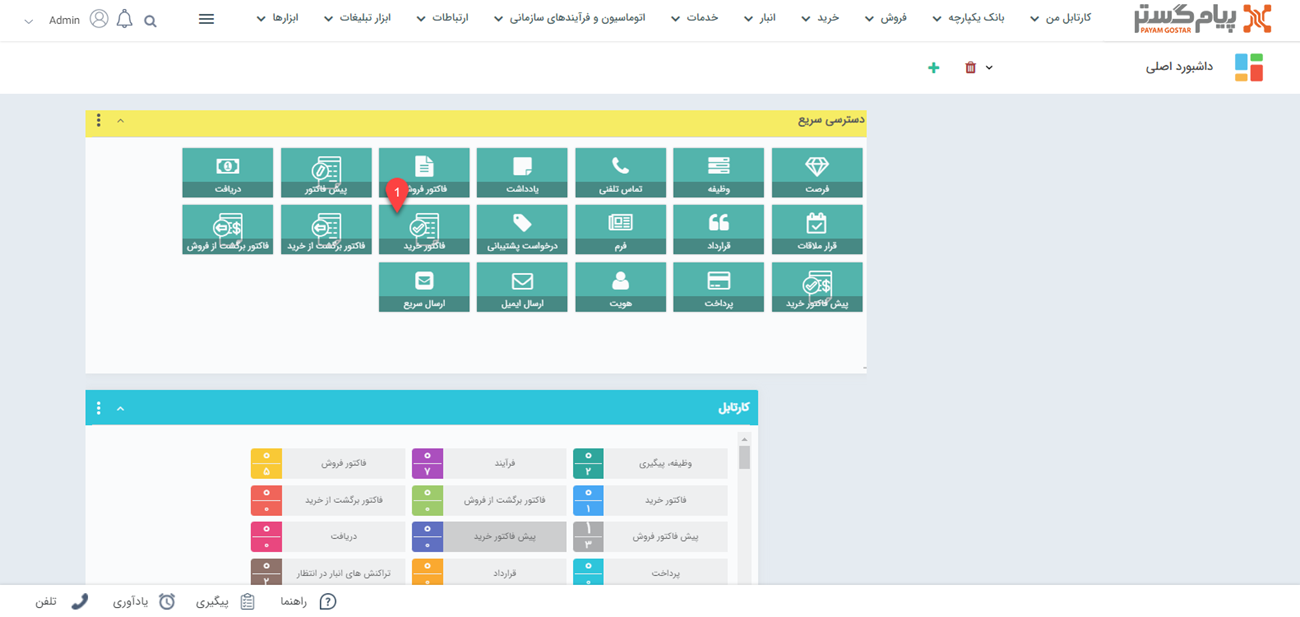 پیام گستر
PAYAM GOSTAR
کارتابل من
بانک یکپارچه
فروش
خرید
انبار
خدمات
اتوماسیون و فرآیندهای سازمانی
ارتباطات
ابزار تبلیغات
ابزارها
Admin
داشبورد اصلی
دسترسی سریع
فرصت
وظیفه
تماس تلفنی
یادداشت
فاکتور فروش
پیش فاکتور
دریافت
1
قرار ملاقات
قرارداد
فرم
درخواست پشتیبانی
فاکتور خرید
فاکتور برگشت از خرید
فاکتور برگشت از فروش
پیش فاکتور خرید
پرداخت
هویت
ارسال ایمیل
ارسال سریع
کارتابل
وظیفه، پیگیری
۰
۲
فرآیند
۰
۷
فاکتور فروش
۰
۵
فاکتور خرید
۰
۱
فاکتور برگشت از فروش
۰
۰
فاکتور برگشت از خرید
۰
۰
پیش فاکتور فروش
۱
۳
پیش فاکتور خرید
۰
۰
دریافت
۰
۰
پرداخت
۰
قرارداد
۰
تراکنش های انبار در انتظار
۰
۲
راهنما
پیگیری
یادآوری
تلفن